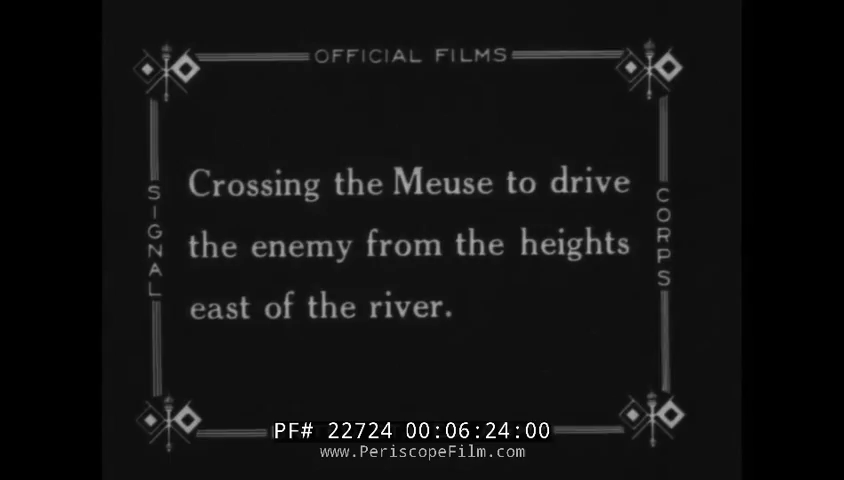 OFFICIAL FILMS
SIGNAL
CORPS
Crossing the Meuse to drive
the enemy from the heights
east of the river.
PF# 22724 00:06:24:00
www.PeriscopeFilm.com